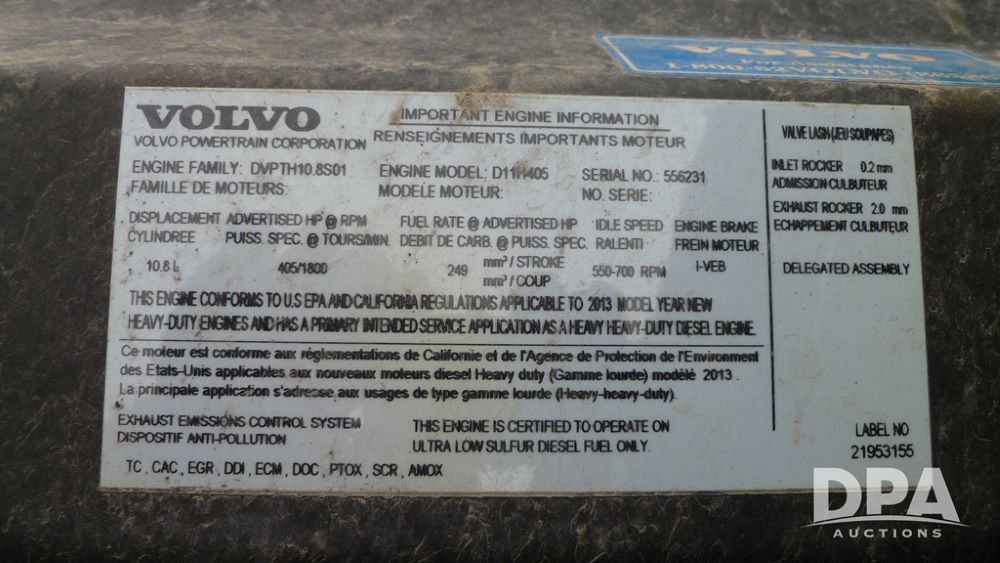 VOLVO
VOLVO POWERTRAIN CORPORATION
IMPORTANT ENGINE INFORMATION
RENSEIGNEMENTS IMPORTANTS MOTEUR
ENGINE FAMILY: DVPTH10.8S01 ENGINE MODEL: D11H405 SERIAL NO.: 556231
FAMILLE DE MOTEURS: MODELE MOTEUR: NO. SERIE:
DISPLACEMENT ADVERTISED HP @ RPM FUEL RATE @ ADVERTISED HP IDLE SPEED ENGINE BRAKE
CYLINDREE PUISS. SPEC. @ TOURS/MIN. DEBIT DE CARB. @ PUISS. SPEC. RALENTI FREIN MOTEUR
10.8 L 405/1800 249 mm³ / STROKE 550-700 RPM I-VEB
mm³ / COUP
THIS ENGINE CONFORMS TO U.S EPA AND CALIFORNIA REGULATIONS APPLICABLE TO 2013 MODEL YEAR NEW
HEAVY-DUTY ENGINES AND HAS A PRIMARY INTENDED SERVICE APPLICATION AS A HEAVY HEAVY-DUTY DIESEL ENGINE.
Ce moteur est conforme aux réglementations de Californie et de l'Agence de Protection de l'Environment
des Etats-Unis applicables aux nouveaux moteurs diesel Heavy duty (Gamme lourde) modélé 2013.
La principale application s'adresse aux usages de type gamme lourde (Heavy-heavy-duty).
EXHAUST EMISSIONS CONTROL SYSTEM
DISPOSITIF ANTI-POLLUTION
TC, CAC, EGR, DDI, ECM, DOC, PTOX, SCR, AMOX
THIS ENGINE IS CERTIFIED TO OPERATE ON
ULTRA LOW SULFUR DIESEL FUEL ONLY.
VALVE LASH (JEU SOUPAPES)
INLET ROCKER 0.2 mm
ADMISSION CULBUTEUR
EXHAUST ROCKER 2.0 mm
ECHAPPEMENT CULBUTEUR
DELEGATED ASSEMBLY
LABEL NO
21953155
VOLVO
DPA
AUCTIONS